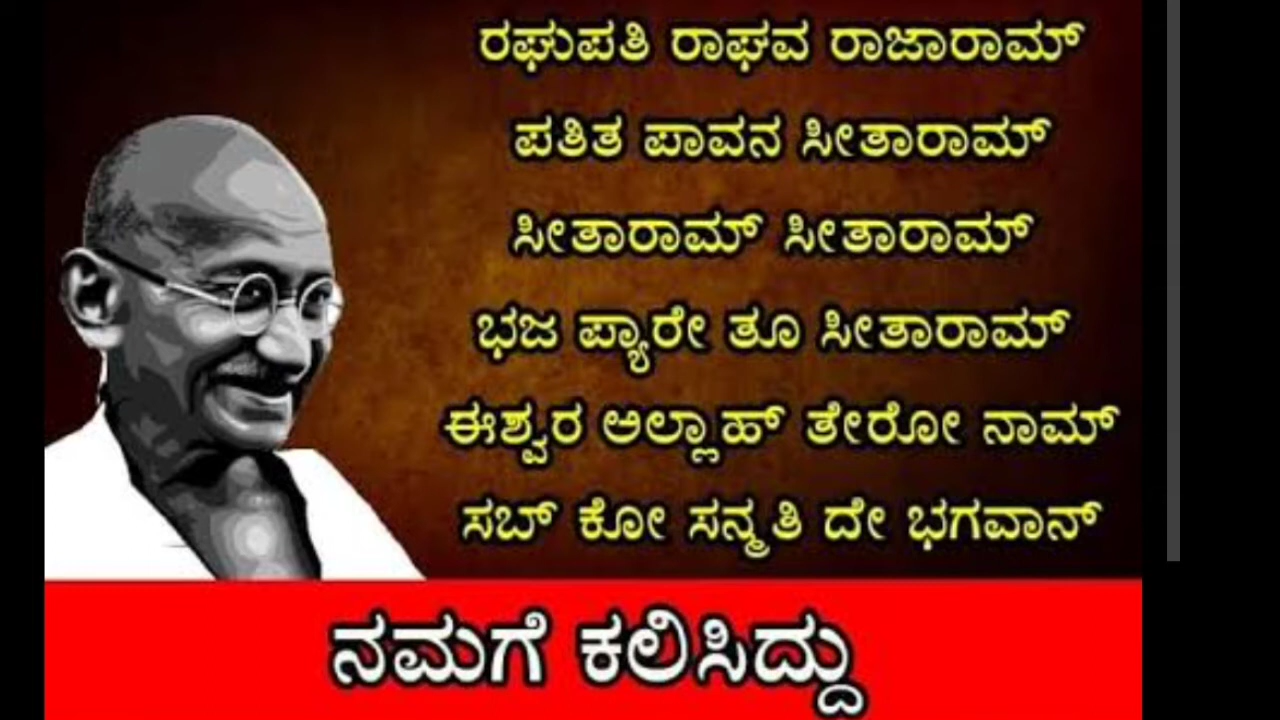 ರಘುಪತಿ ರಾಘವ ರಾಜಾರಾಮ್
ಪತಿತ ಪಾವನ ಸೀತಾರಾಮ್
ಸೀತಾರಾಮ್ ಸೀತಾರಾಮ್
ಭಜ ಪ್ಯಾರೇ ತೂ ಸೀತಾರಾಮ್
ಈಶ್ವರ ಅಲ್ಲಾಹ್ ತೇರೋ ನಾಮ್
ಸಬ್ ಕೋ ಸನ್ಮತಿ ದೇ ಭಗವಾನ್
ನಮಗೆ ಕಲಿಸಿದ್ದು